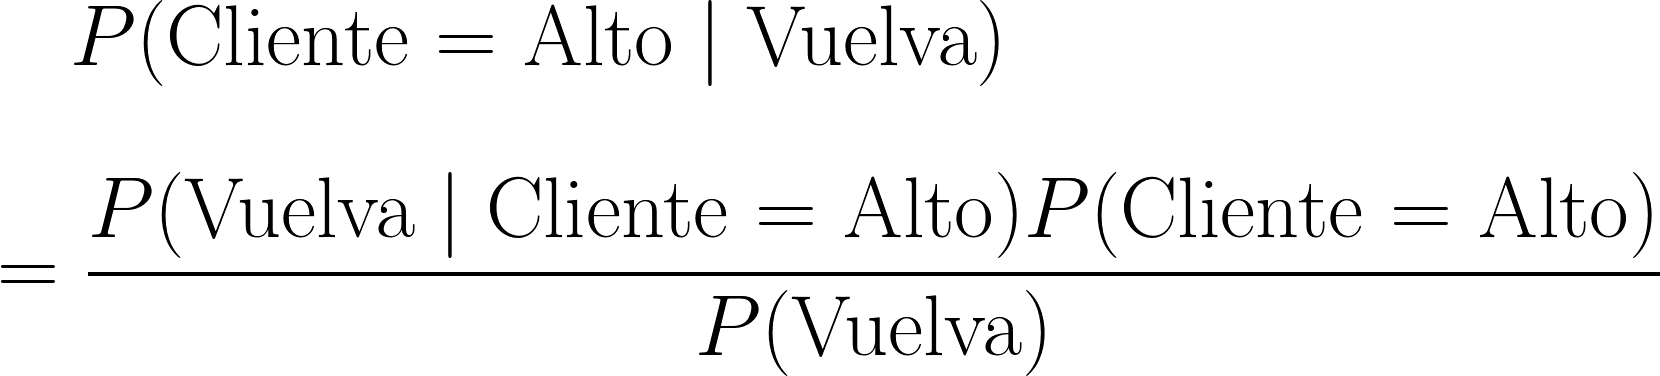 P(Cliente = Alto | Vuelva)
= P(Vuelva | Cliente = Alto)P(Cliente = Alto)
P(Vuelva)